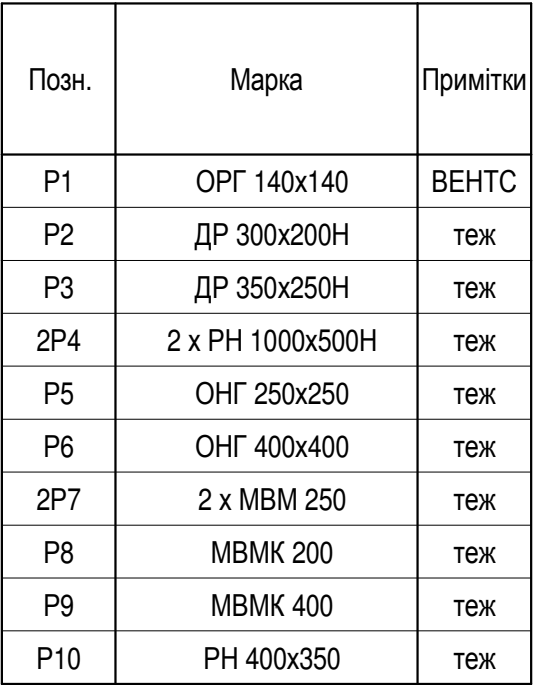 Позн. Марка Примітки
Р1 ОРГ 140х140 ВЕНТС
Р2 ДР 300х200Н теж
Р3 ДР 350х250Н теж
2Р4 2 х РН 1000х500Н теж
Р5 ОНГ 250х250 теж
Р6 ОНГ 400х400 теж
2Р7 2 х МВМ 250 теж
Р8 МВМК 200 теж
Р9 МВМК 400 теж
Р10 РН 400х350 теж